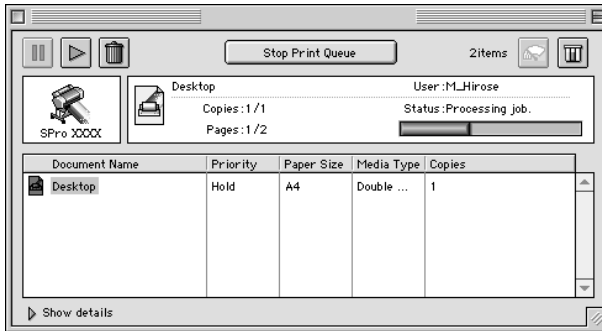 Stop Print Queue
2items
Desktop
User:M_Hirose
Copies:1/1
Status:Processing job.
Pages:1/2
SPro XXXX
Document Name Priority Paper Size Media Type Copies
Desktop Hold A4 Double ... 1
Show details